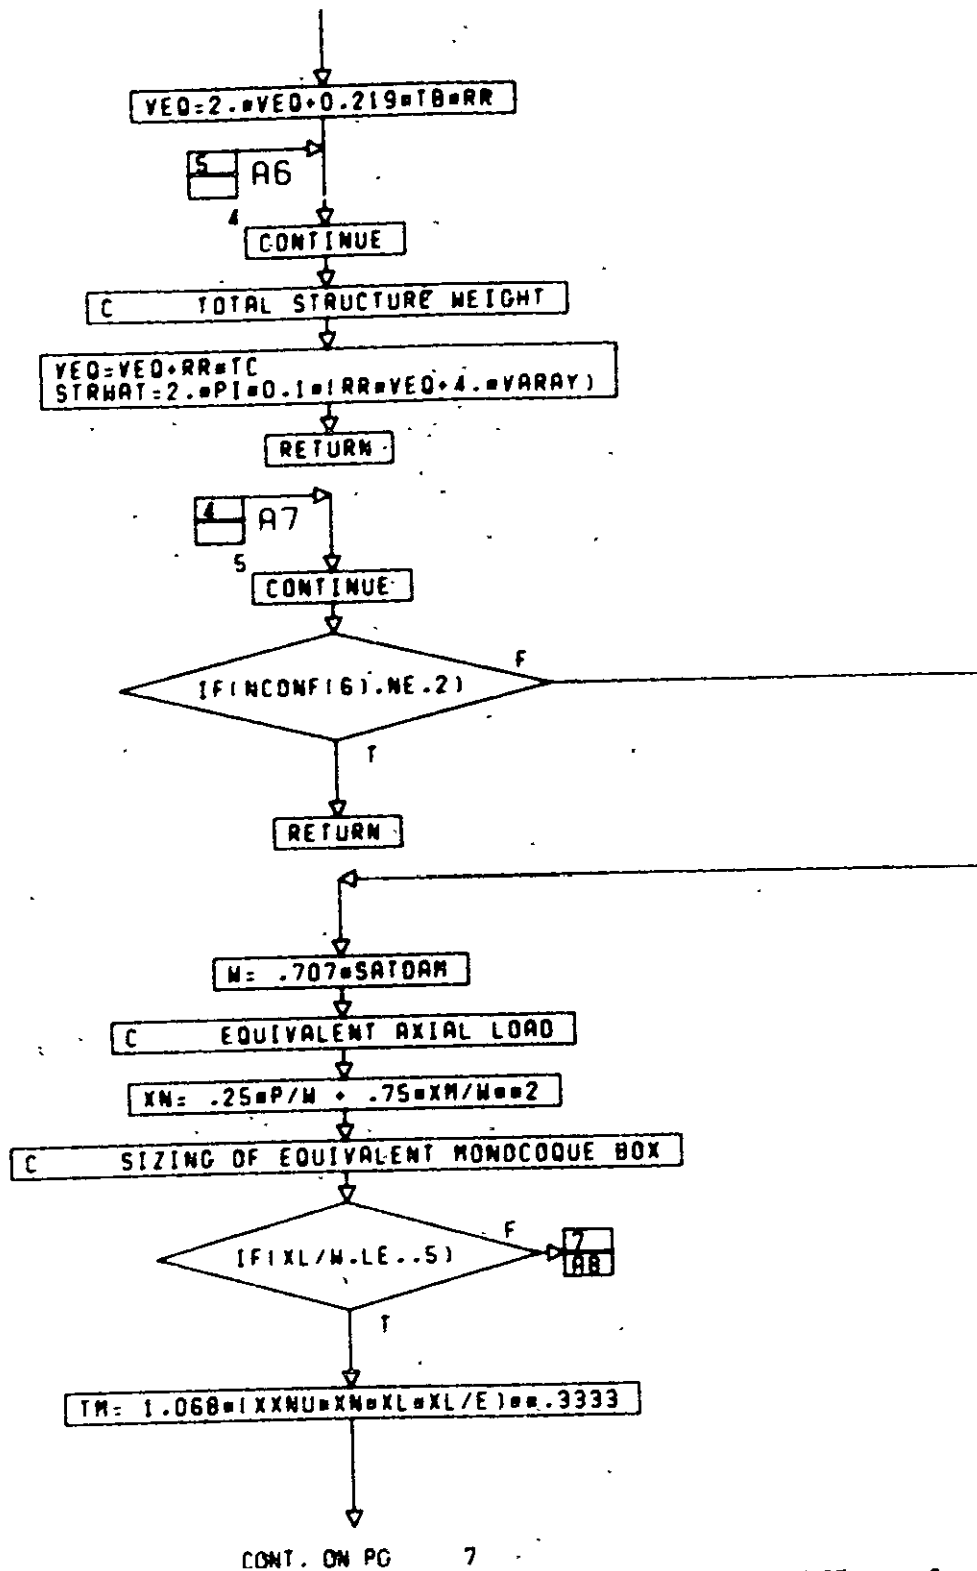 VEQ=2.*VEQ+0.219*TB*RR
5
A6
4
CONTINUE
C TOTAL STRUCTURE WEIGHT
VEQ=VEQ+RR*TC
STRWAT=2.*PI*0.1*(RR*VEQ+4.*VARAY)
RETURN
4
A7
5
CONTINUE
F
IF(NCONF(6).NE.2)
T
RETURN
W= .707*SATDAM
C EQUIVALENT AXIAL LOAD
XN= .25*P/W + .75*XM/W**2
C SIZING OF EQUIVALENT MONOCOQUE BOX
F
7
A8
IF(XL/W.LE..5)
T
TM= 1.068*(XXNU*XN*XL*XL/E)**.3333
CONT. ON PG 7